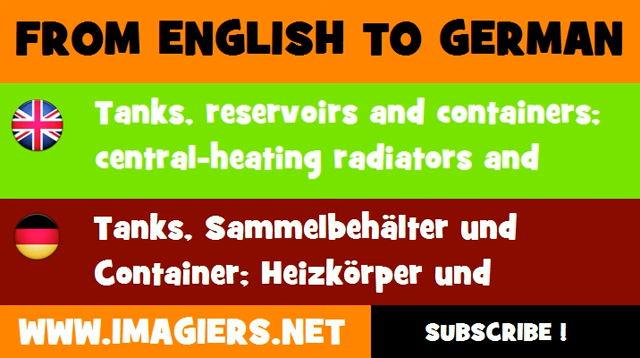 FROM ENGLISH TO GERMAN
Tanks, reservoirs and containers;
central-heating radiators and
Tanks, Sammelbehälter und
Container; Heizkörper und
WWW.IMAGIERS.NET
SUBSCRIBE !